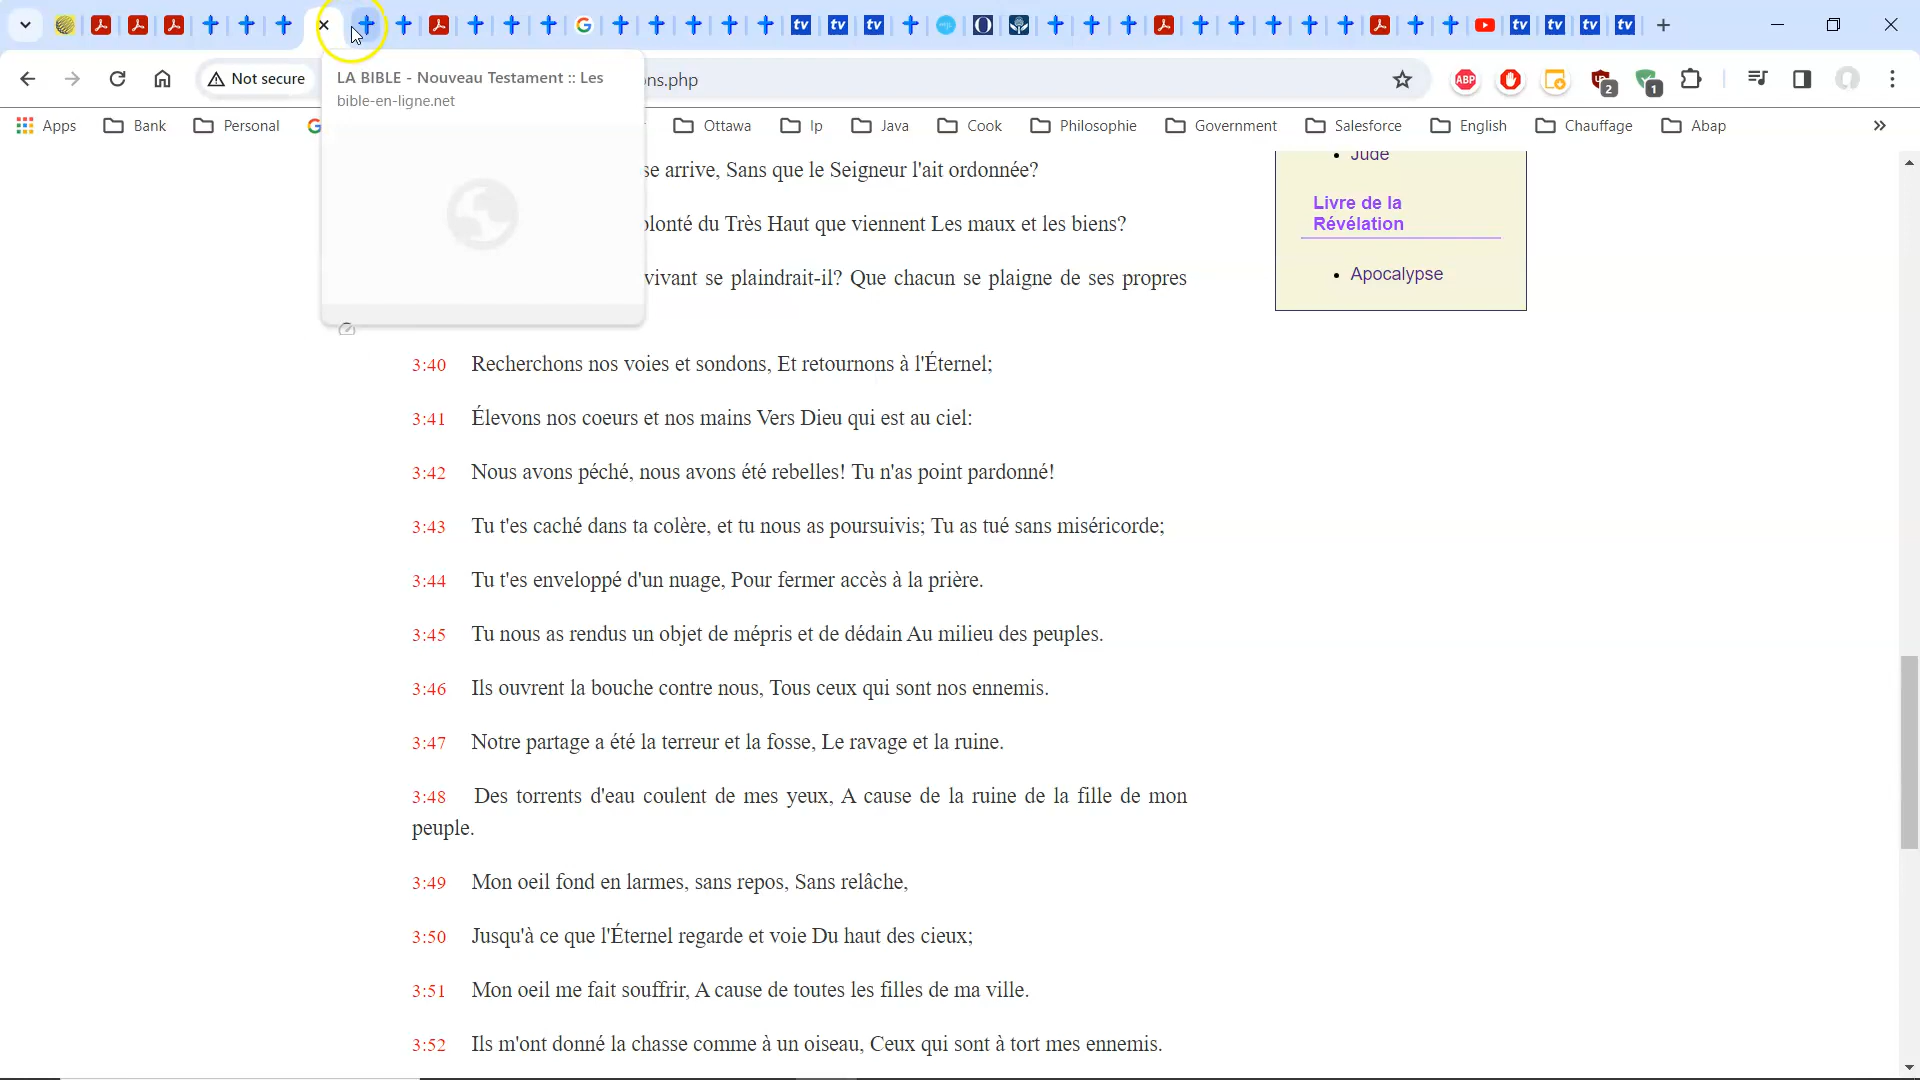 Not secure
ons.php
LA BIBLE - Nouveau Testament :: Les
bible-en-ligne.net
Apps Bank Personal Ottawa Ip Java Cook Philosophie Government Salesforce English Chauffage Abap »
se arrive, Sans que le Seigneur l'ait ordonnée?
volonté du Très Haut que viennent Les maux et les biens?
vivant se plaindrait-il? Que chacun se plaigne de ses propres
3:40 Recherchons nos voies et sondons, Et retournons à l'Éternel;
3:41 Élevons nos coeurs et nos mains Vers Dieu qui est au ciel:
3:42 Nous avons péché, nous avons été rebelles! Tu n'as point pardonné!
3:43 Tu t'es caché dans ta colère, et tu nous as poursuivis; Tu as tué sans miséricorde;
3:44 Tu t'es enveloppé d'un nuage, Pour fermer accès à la prière.
3:45 Tu nous as rendus un objet de mépris et de dédain Au milieu des peuples.
3:46 Ils ouvrent la bouche contre nous, Tous ceux qui sont nos ennemis.
3:47 Notre partage a été la terreur et la fosse, Le ravage et la ruine.
3:48 Des torrents d'eau coulent de mes yeux, A cause de la ruine de la fille de mon
peuple.
3:49 Mon oeil fond en larmes, sans repos, Sans relâche,
3:50 Jusqu'à ce que l'Éternel regarde et voie Du haut des cieux;
3:51 Mon oeil me fait souffrir, A cause de toutes les filles de ma ville.
3:52 Ils m'ont donné la chasse comme à un oiseau, Ceux qui sont à tort mes ennemis.
Jude
Livre de la
Révélation
Apocalypse
tv tv tv tv tv tv tv
ABP 2 1